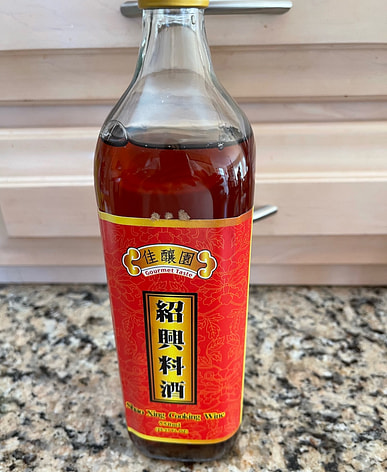 佳釀園
Gourmet Taste
紹興料酒
Shao Xing Cooking Wine